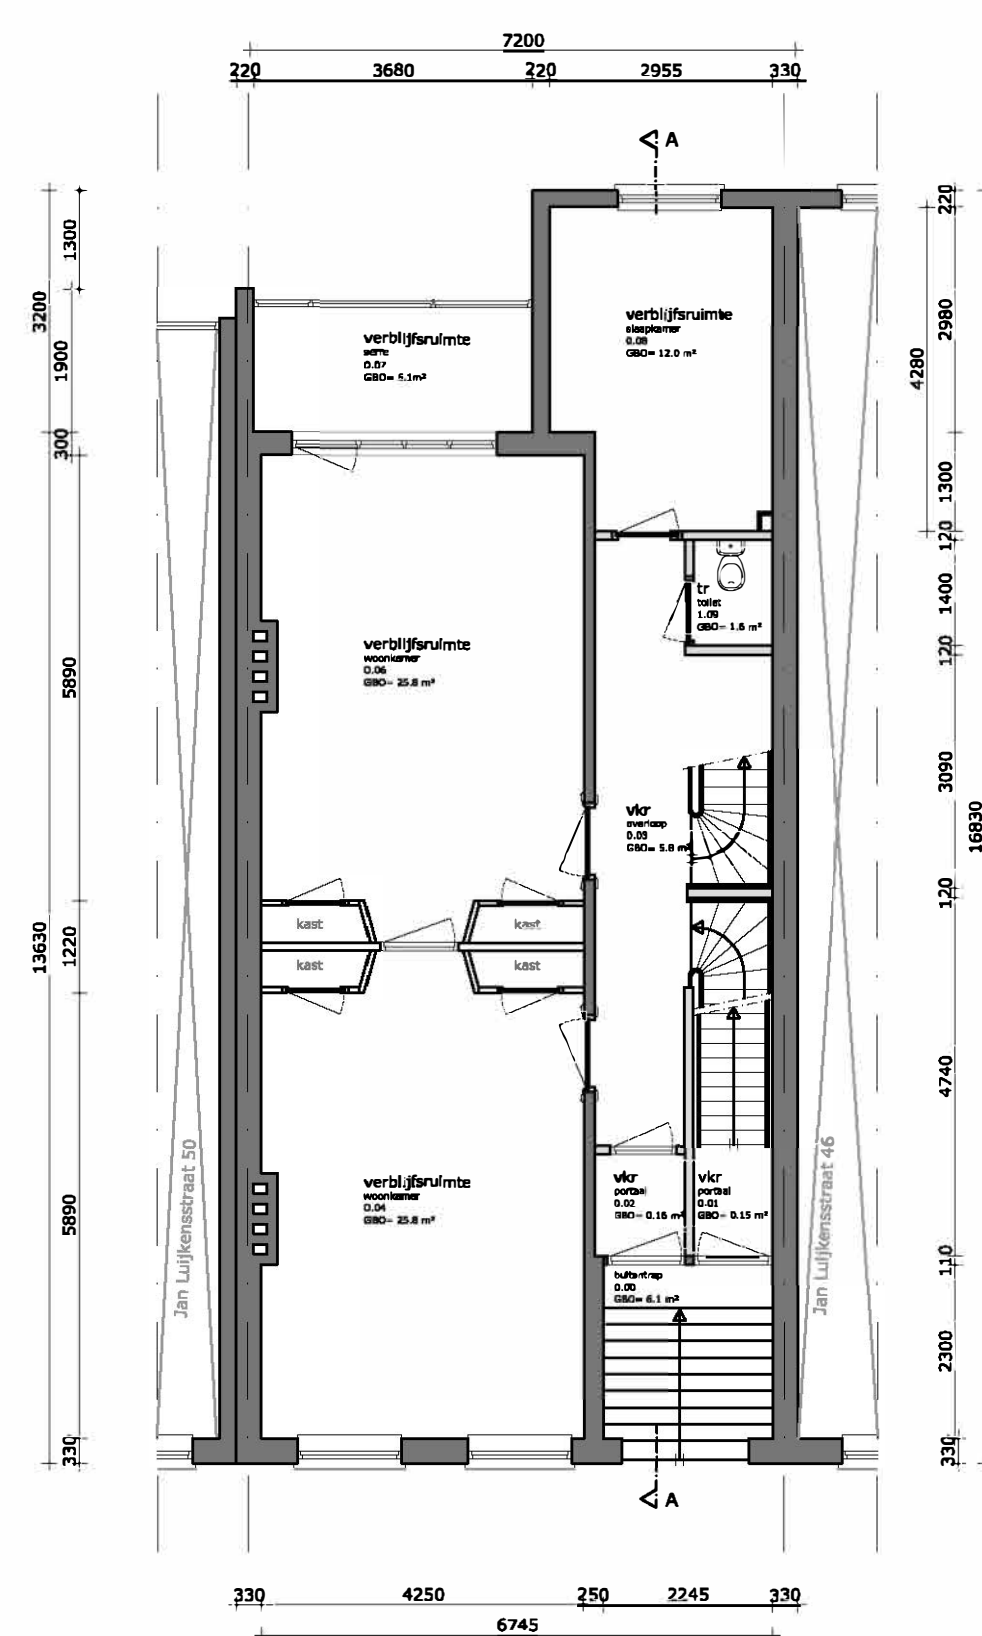 7200
220 3680 220 2955 330
A
220
1300
3200
2980
verblijfsruimte
slaapkamer
0.08
GBO= 12.0 m²
verblijfsruimte
serre
0.07
GBO= 6.1m²
1900
4280
300
1300
120
1400
tr
toilet
1.09
GBO= 1.6 m²
120
verblijfsruimte
woonkamer
0.06
GBO= 25.8 m²
5890
3090
vkr
overloop
0.03
GBO= 5.8 m²
16830
120
kast
kast
13630
1220
kast
kast
4740
Jan Luijkensstraat 50
Jan Luijkensstraat 46
verblijfsruimte
woonkamer
0.04
GBO= 25.8 m²
vkr
portaal
0.02
GBO= 0.16 m²
vkr
portaal
0.01
GBO= 0.15 m²
5890
110
buitentrap
0.00
GBO= 6.1 m²
2300
330
330
A
330 4250 250 2245 330
6745